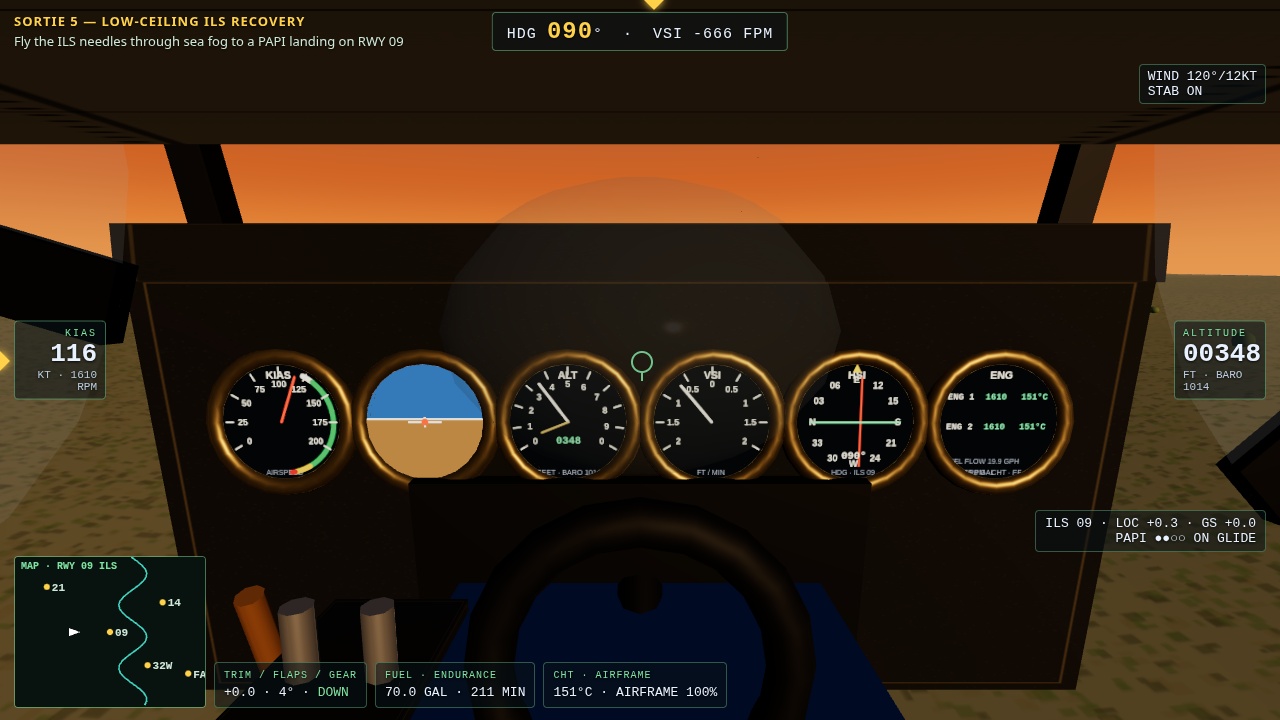 SORTIE 5 — LOW-CEILING ILS RECOVERY
Fly the ILS needles through sea fog to a PAPI landing on RWY 09
HDG 090° · VSI -666 FPM
WIND 120°/12KT
STAB ON
KIAS
116
KT · 1610
RPM
ALTITUDE
00348
FT · BARO
1014
KIAS
0 25 50 75 100 125 150 175 200
ALT
0 1 2 3 4 5 6 7 8 9 0
0348
VSI
2 1.5 1 0.5 0 0.5 1 1.5 2
FT / MIN
HSI
N 03 06 E 12 15 S 21 24 W 30 33
090°
HDG · ILS 09
ENG
ENG 1 1610 151°C
ENG 2 1610 151°C
FLOW 19.9 GPH
ILS 09 · LOC +0.3 · GS +0.0
PAPI ●●○○ ON GLIDE
MAP · RWY 09 ILS
21
14
09
32W
FA
TRIM / FLAPS / GEAR
+0.0 · 4° · DOWN
FUEL · ENDURANCE
70.0 GAL · 211 MIN
CHT · AIRFRAME
151°C · AIRFRAME 100%